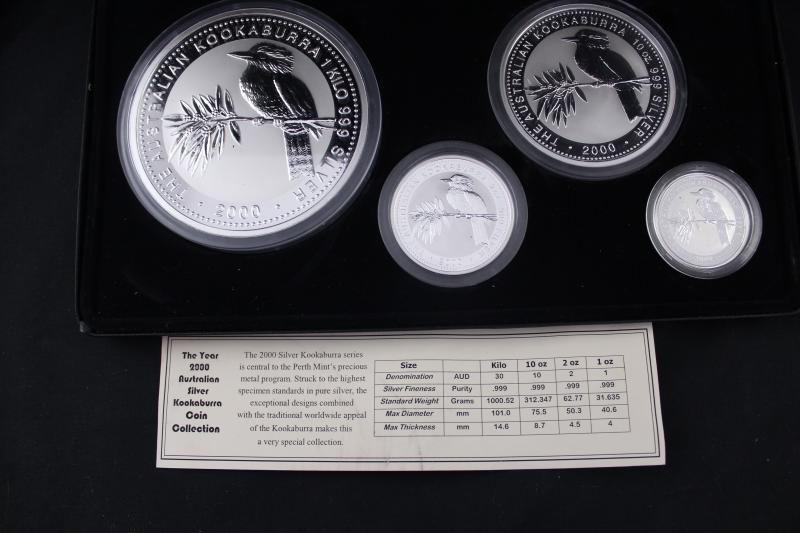 THE AUSTRALIAN KOOKABURRA 1 KILO 999 SILVER
2000
THE AUSTRALIAN KOOKABURRA 10 oz. 999 SILVER
2000
AUSTRALIAN KOOKABURRA
The Year
2000
Australian
Silver
Kookaburra
Coin
Collection
The 2000 Silver Kookaburra series
is central to the Perth Mint's precious
metal program. Struck to the highest
specimen standards in pure silver, the
exceptional designs combined
with the traditional worldwide appeal
of the Kookaburra makes this
a very special collection.
Size Kilo 10 oz 2 oz 1 oz
Denomination AUD 30 10 2 1
Silver Fineness Purity .999 .999 .999 .999
Standard Weight Grams 1000.52 312.347 62.77 31.635
Max Diameter mm 101.0 75.5 50.3 40.6
Max Thickness mm 14.6 8.7 4.5 4